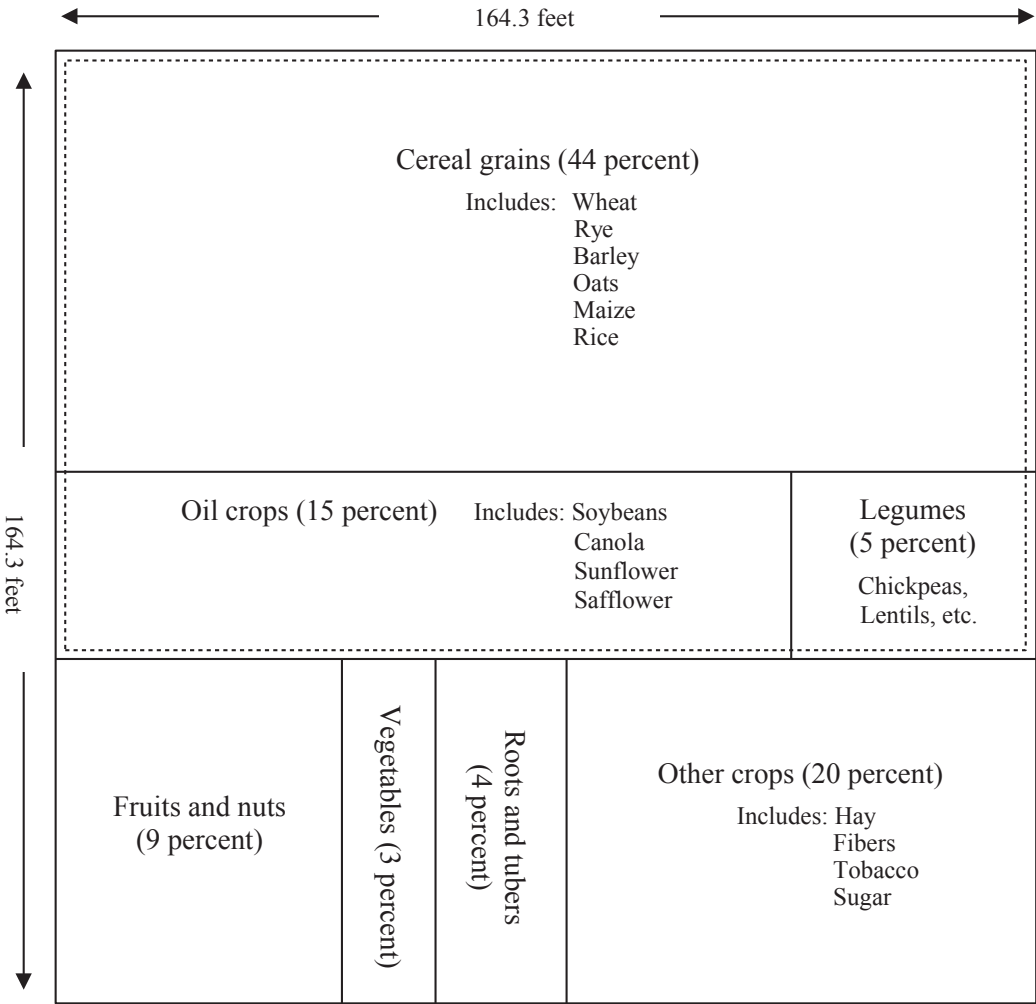 164.3 feet
164.3 feet
Cereal grains (44 percent)
Includes: Wheat
Rye
Barley
Oats
Maize
Rice
Oil crops (15 percent)
Includes: Soybeans
Canola
Sunflower
Safflower
Legumes
(5 percent)
Chickpeas,
Lentils, etc.
Fruits and nuts
(9 percent)
Vegetables (3 percent)
Roots and tubers
(4 percent)
Other crops (20 percent)
Includes: Hay
Fibers
Tobacco
Sugar